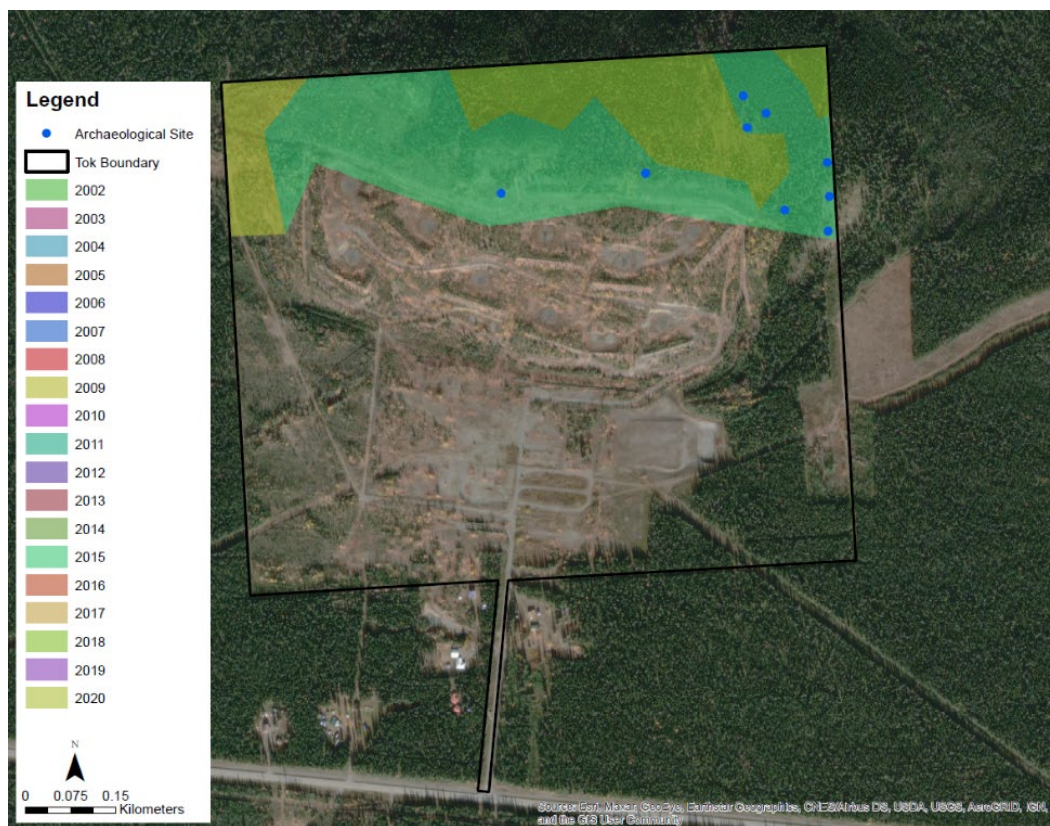 Legend
Archaeological Site
Tok Boundary
2002
2003
2004
2005
2006
2007
2008
2009
2010
2011
2012
2013
2014
2015
2016
2017
2018
2019
2020
N
0 0.075 0.15
Kilometers
Source: Esri, Maxar, GeoEye, Earthstar Geographics, CNES/Airbus DS, USDA, USGS, AeroGRID, IGN,
and the GIS User Community